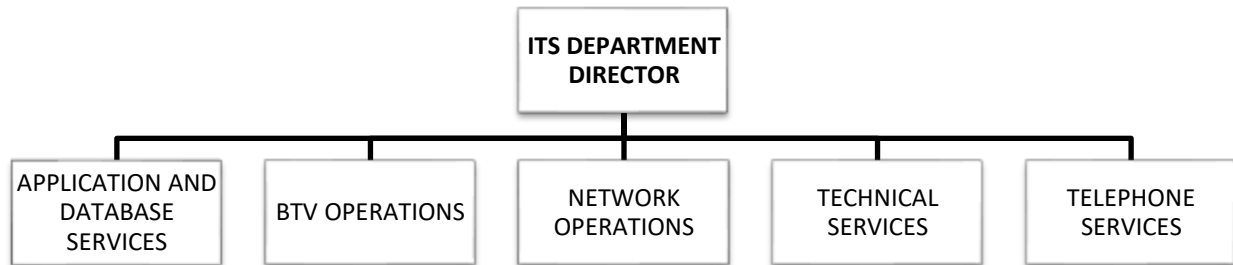 ITS DEPARTMENT
DIRECTOR
APPLICATION AND
DATABASE
SERVICES
BTV OPERATIONS
NETWORK
OPERATIONS
TECHNICAL
SERVICES
TELEPHONE
SERVICES